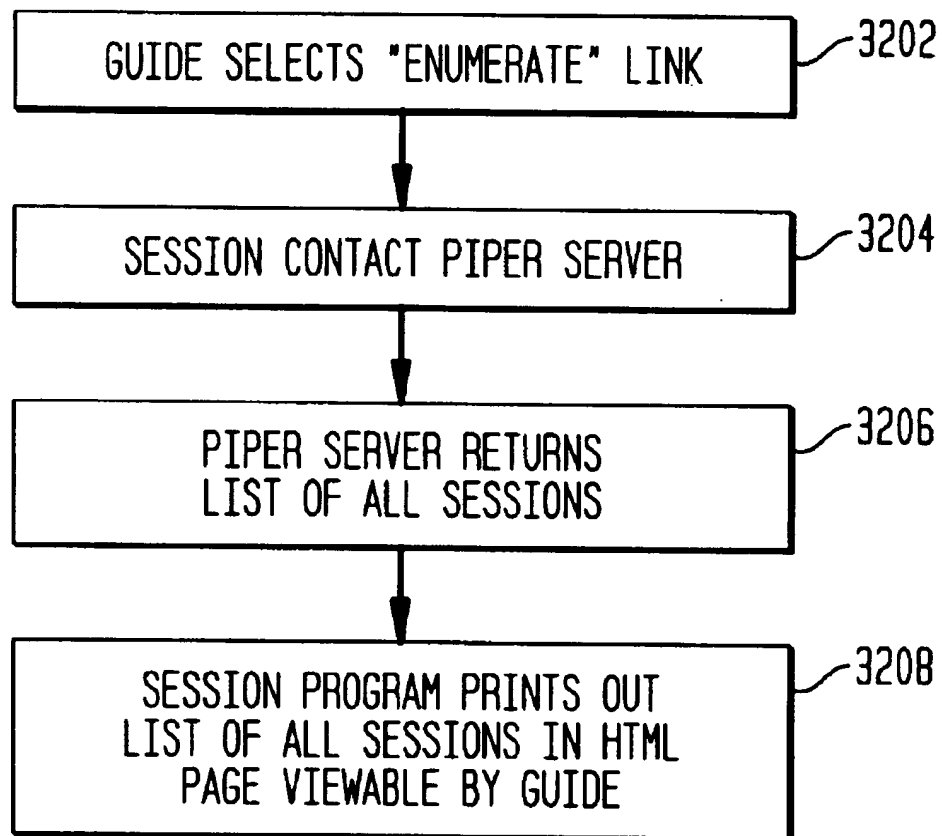 GUIDE SELECTS "ENUMERATE" LINK
3202
SESSION CONTACT PIPER SERVER
3204
PIPER SERVER RETURNS
LIST OF ALL SESSIONS
3206
SESSION PROGRAM PRINTS OUT
LIST OF ALL SESSIONS IN HTML
PAGE VIEWABLE BY GUIDE
3208